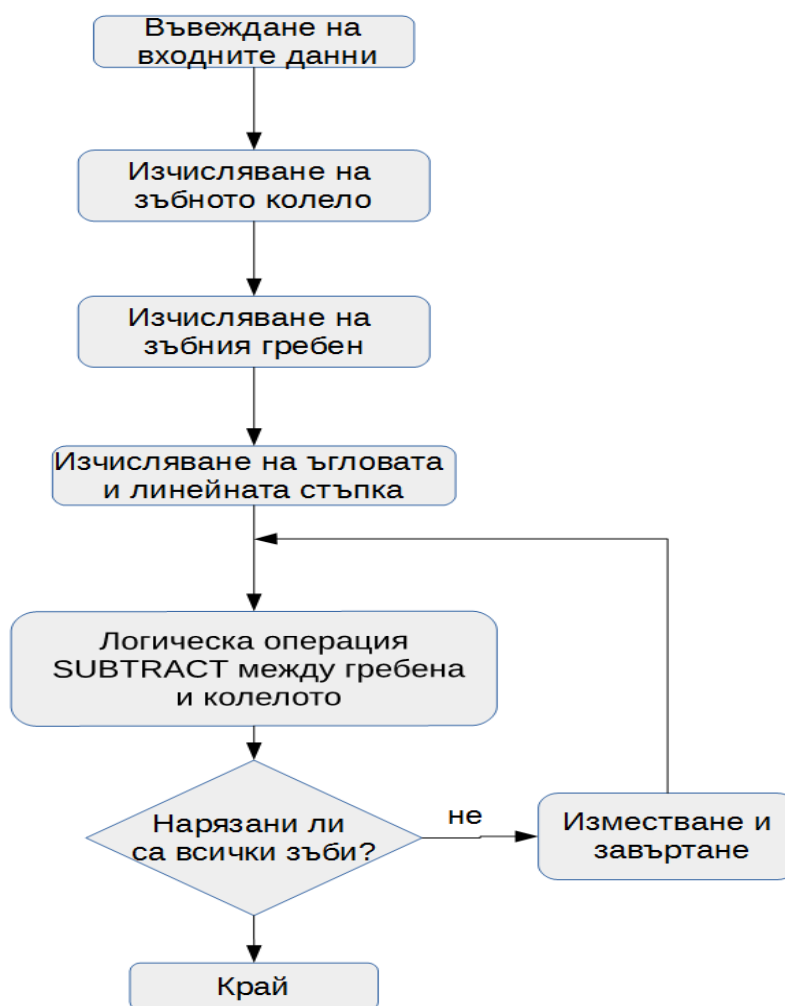 Въвеждане на
входните данни
Изчисляване на
зъбното колело
Изчисляване на
зъбния гребен
Изчисляване на ъгловата
и линейната стъпка
Логическа операция
SUBTRACT между гребена
и колелото
Нарязани ли
са всички зъби?
не
Изместване и
завъртане
Край